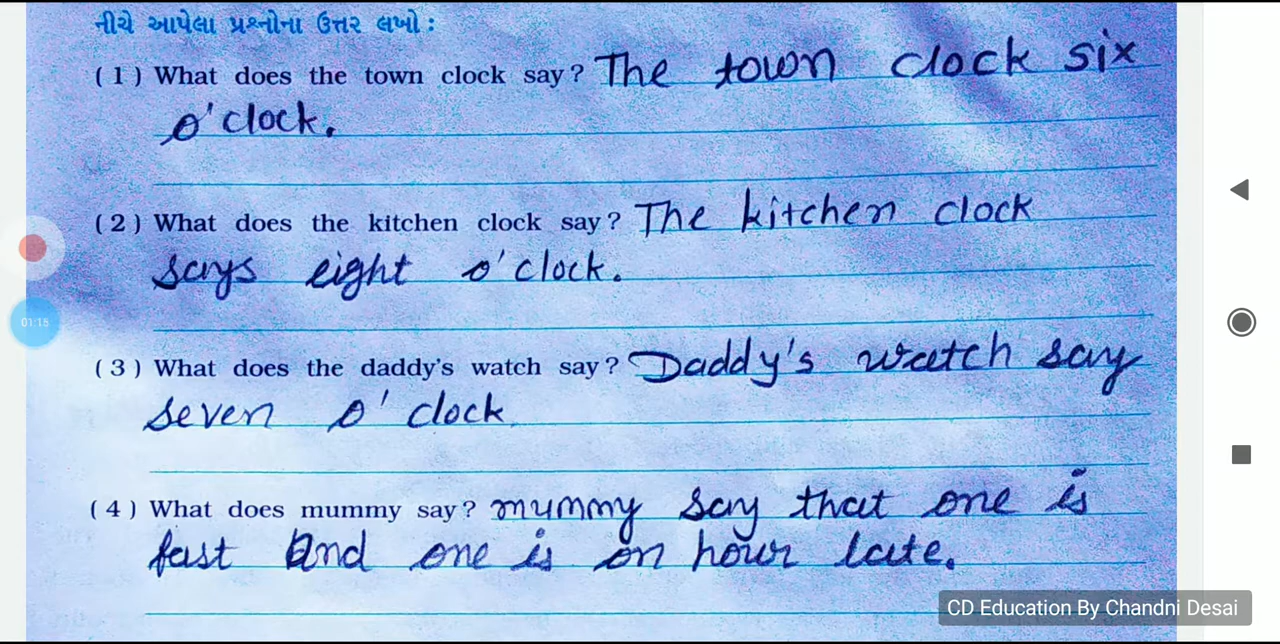 નીચે આપેલા પ્રશ્નોના ઉત્તર લખો :
( 1 ) What does the town clock say? The town clock six
o'clock.
( 2 ) What does the kitchen clock say? The kitchen clock
says eight o'clock.
( 3 ) What does the daddy's watch say? Daddy's watch say
seven o'clock
( 4 ) What does mummy say? mummy say that one is
fast and one is on hour late.
01:15
CD Education By Chandni Desai